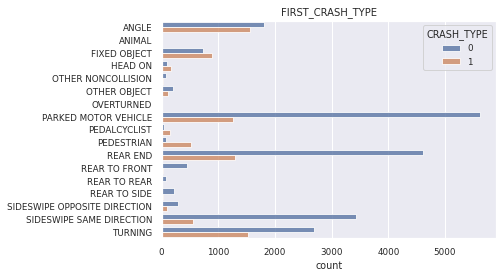 FIRST_CRASH_TYPE
CRASH_TYPE
0
1
ANGLE
ANIMAL
FIXED OBJECT
HEAD ON
OTHER NONCOLLISION
OTHER OBJECT
OVERTURNED
PARKED MOTOR VEHICLE
PEDALCYCLIST
PEDESTRIAN
REAR END
REAR TO FRONT
REAR TO REAR
REAR TO SIDE
SIDESWIPE OPPOSITE DIRECTION
SIDESWIPE SAME DIRECTION
TURNING
0 1000 2000 3000 4000 5000
count